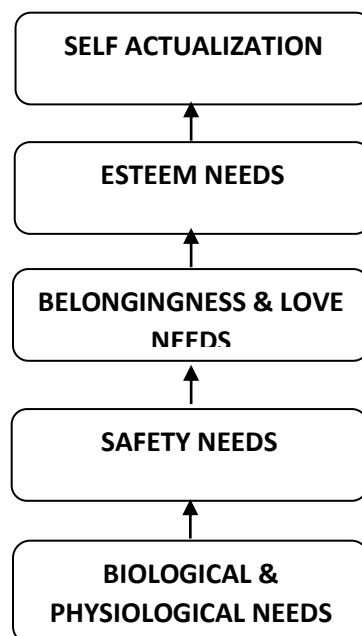 SELF ACTUALIZATION
ESTEEM NEEDS
BELONGINGNESS & LOVE
NEEDS
SAFETY NEEDS
BIOLOGICAL &
PHYSIOLOGICAL NEEDS